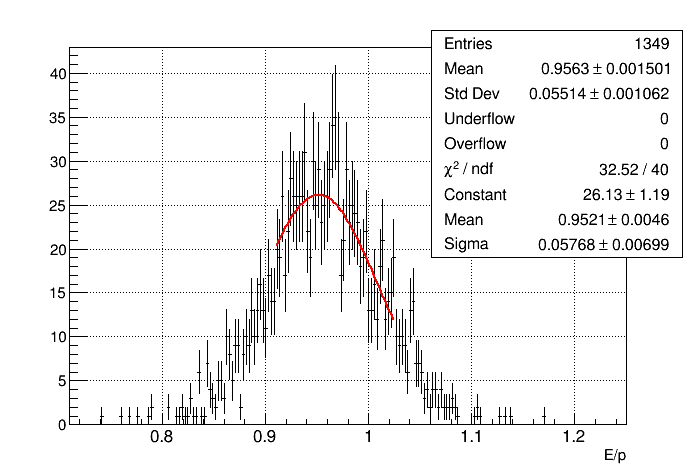 Entries 1349
Mean 0.9563 ± 0.001501
Std Dev 0.05514 ± 0.001062
Underflow 0
Overflow 0
χ² / ndf 32.52 / 40
Constant 26.13 ± 1.19
Mean 0.9521 ± 0.0046
Sigma 0.05768 ± 0.00699
40
35
30
25
20
15
10
5
0
0.8 0.9 1 1.1 1.2
E/p